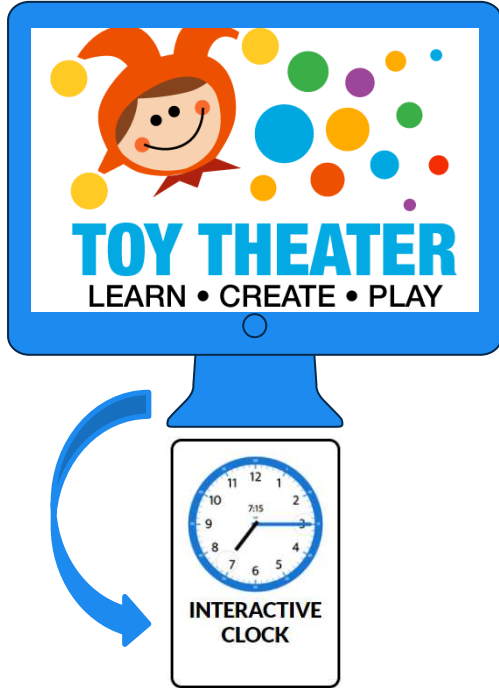 TOY THEATER
LEARN • CREATE • PLAY
12
11 1
10 2
7:15
9 3
8 4
7 5
6
INTERACTIVE
CLOCK